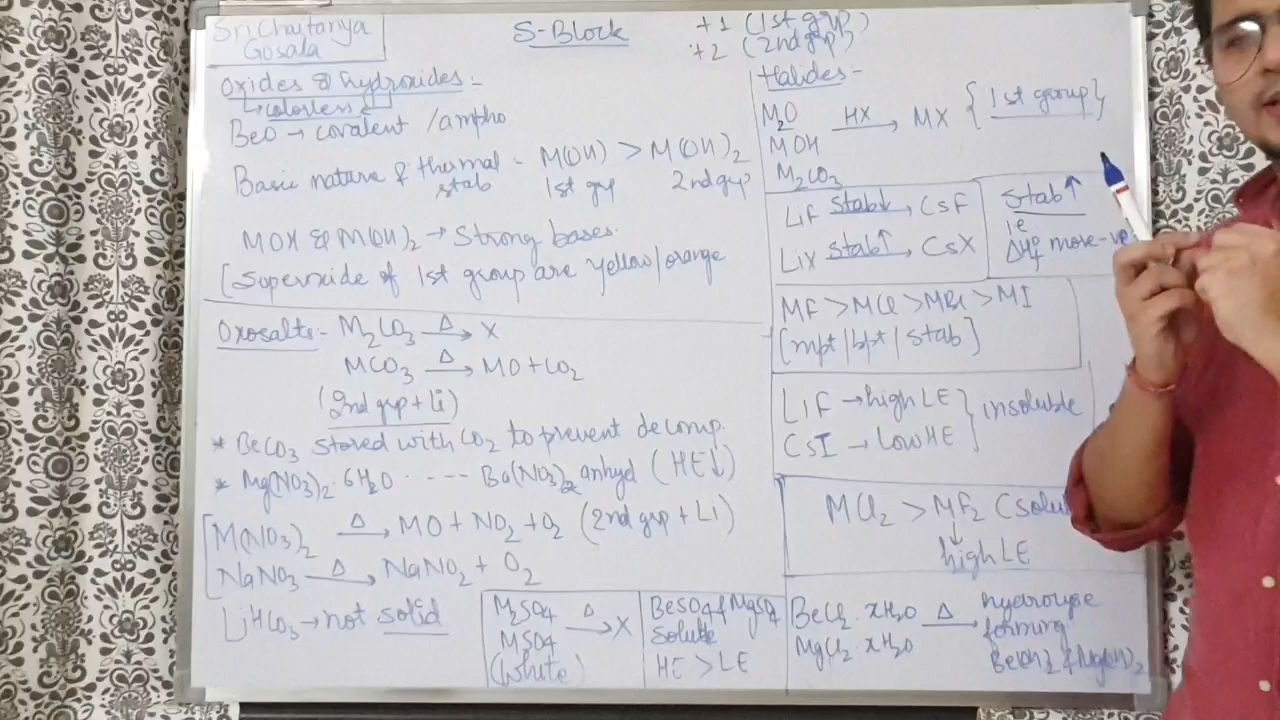 Sri Chaitanya
Gosala
S-Block
+1 (1st grp)
+2 (2nd grp)
Oxides & hydroxides:-
↳colorless↲
BeO → covalent /ampho
Basic nature & thermal stab - M(OH) > M(OH)2
1st grp 2nd grp
MOH & M(OH)2 → Strong bases.
[Superoxide of 1st group are yellow/orange
Oxosalts:- M2CO3 Δ→ X
MCO3 Δ→ MO+CO2
(2nd grp + Li)
* BeCO3 stored with CO2 to prevent decomp.
* Mg(NO3)2.6H2O ---- Ba(NO3)2 anhyd (HE↓)
M(NO3)2 Δ→ MO + NO2 + O2 (2nd grp + Li)
NaNO3 Δ→ NaNO2 + O2
LiHCO3 → not solid
M2SO4
MSO4 Δ→ X
(White)
BeSO4 & MgSO4
Soluble
HE > LE
Halides-
M2O
MOH HX→ MX {1st group}
M2CO3
LiF stab↓→ CsF
LiX stab↑→ CsX
Stab↑
ie
ΔHf more -ve
MF > MCl > MBr > MI
[mpt/bpt/stab]
LiF → high LE
CsI → Low HE } insoluble
MCl2 > MF2 (Solu
↓
high LE
BeCl2.xH2O
MgCl2.xH2O Δ→ hydrolyse
forming
Be(OH)2 & Mg(OH)2